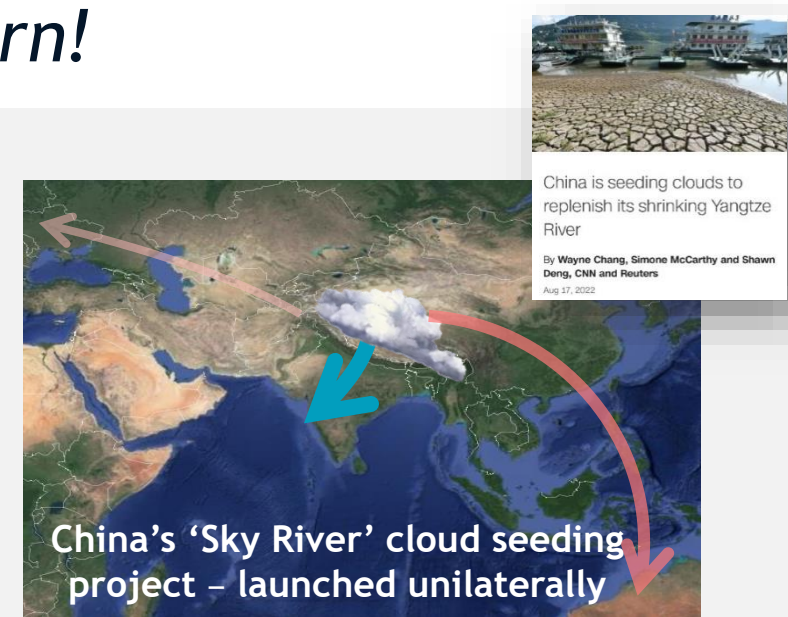 rn!
China is seeding clouds to
replenish its shrinking Yangtze
River
By Wayne Chang, Simone McCarthy and Shawn
Deng, CNN and Reuters
Aug 17, 2022
China’s ‘Sky River’ cloud seeding
project – launched unilaterally